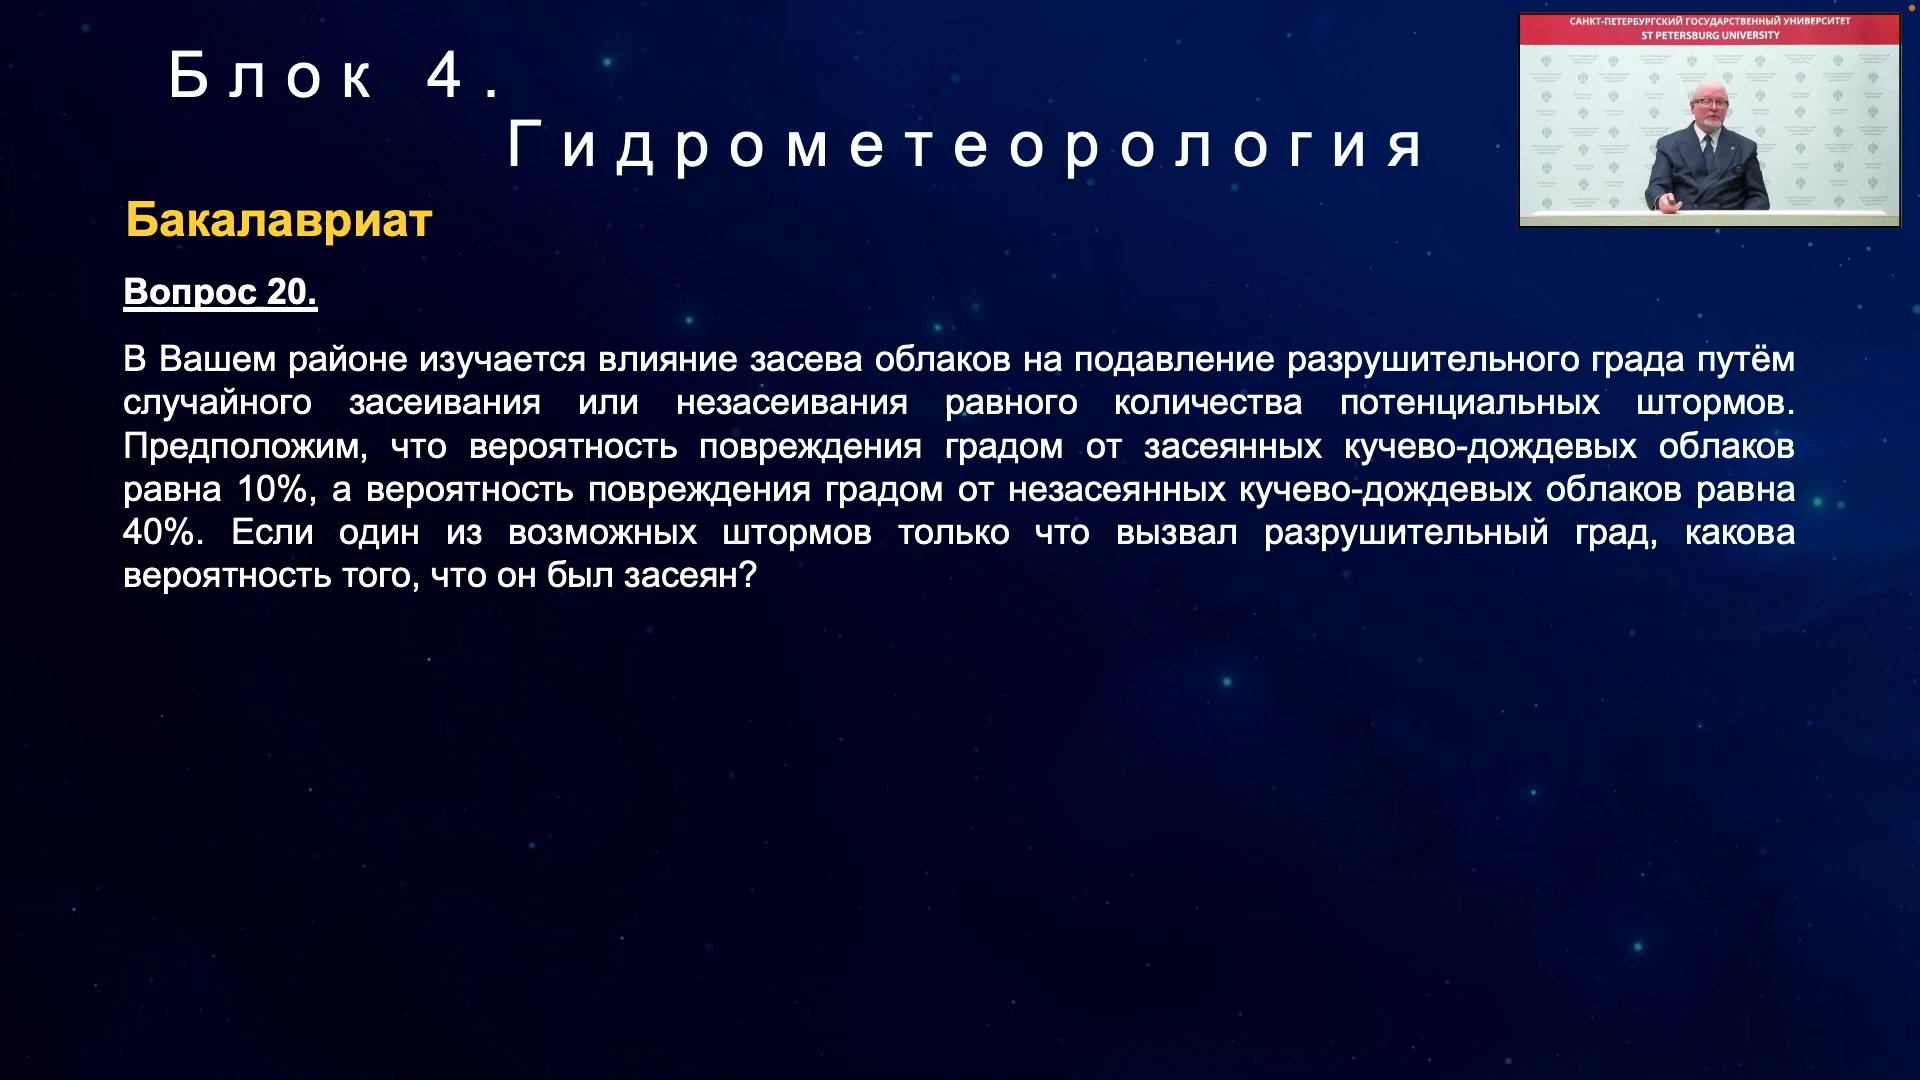 Блок 4.
Гидрометеорология
САНКТ-ПЕТЕРБУРГСКИЙ ГОСУДАРСТВЕННЫЙ УНИВЕРСИТЕТ
ST PETERSBURG UNIVERSITY
Бакалавриат
Вопрос 20.
В Вашем районе изучается влияние засева облаков на подавление разрушительного града путём
случайного засеивания или незасеивания равного количества потенциальных штормов.
Предположим, что вероятность повреждения градом от засеянных кучево-дождевых облаков
равна 10%, а вероятность повреждения градом от незасеянных кучево-дождевых облаков равна
40%. Если один из возможных штормов только что вызвал разрушительный град, какова
вероятность того, что он был засеян?